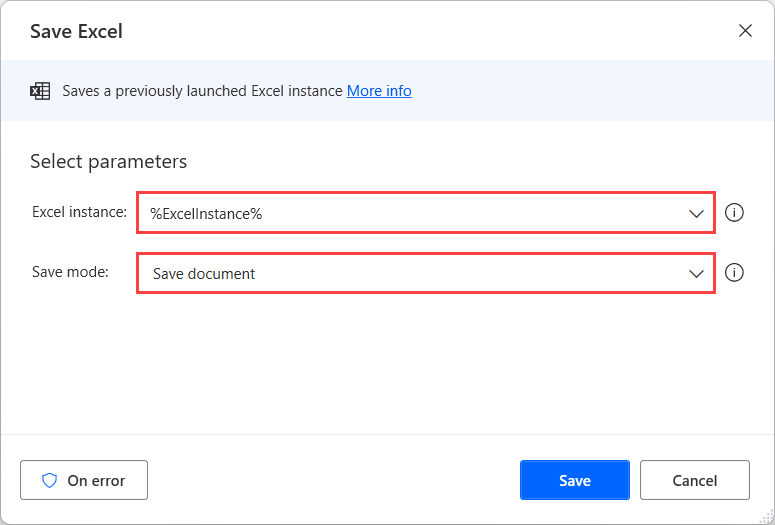 Save Excel
Saves a previously launched Excel instance More info
Select parameters
Excel instance: %ExcelInstance%
Save mode: Save document
On error Save Cancel